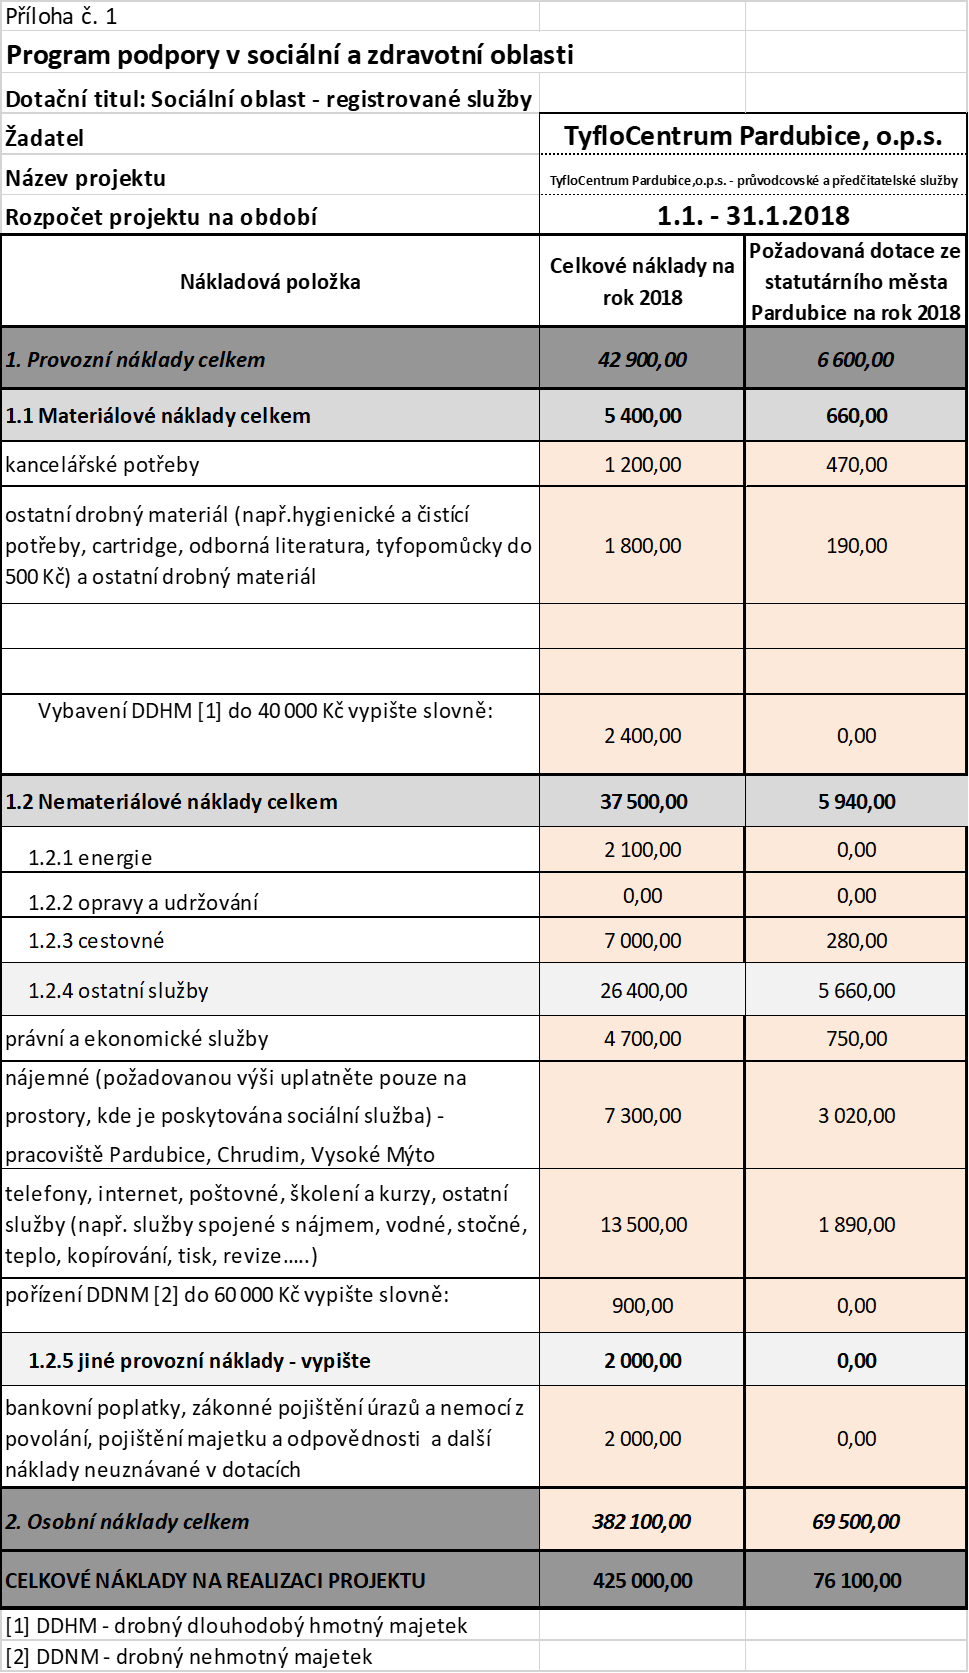 Příloha č. 1
Program podpory v sociální a zdravotní oblasti
Dotační titul: Sociální oblast - registrované služby
Žadatel TyfloCentrum Pardubice, o.p.s.
Název projektu TyfloCentrum Pardubice,o.p.s. - průvodcovské a předčitatelské služby
Rozpočet projektu na období 1.1. - 31.1.2018
Nákladová položka
Celkové náklady na
rok 2018
Požadovaná dotace ze
statutárního města
Pardubice na rok 2018
1. Provozní náklady celkem 42 900,00 6 600,00
1.1 Materiálové náklady celkem 5 400,00 660,00
kancelářské potřeby 1 200,00 470,00
ostatní drobný materiál (např.hygienické a čistící
potřeby, cartridge, odborná literatura, tyfopomůcky do
500 Kč) a ostatní drobný materiál
1 800,00 190,00
Vybavení DDHM [1] do 40 000 Kč vypište slovně:
2 400,00 0,00
1.2 Nemateriálové náklady celkem 37 500,00 5 940,00
1.2.1 energie 2 100,00 0,00
1.2.2 opravy a udržování 0,00 0,00
1.2.3 cestovné 7 000,00 280,00
1.2.4 ostatní služby 26 400,00 5 660,00
právní a ekonomické služby 4 700,00 750,00
nájemné (požadovanou výši uplatněte pouze na
prostory, kde je poskytována sociální služba) -
pracoviště Pardubice, Chrudim, Vysoké Mýto
7 300,00 3 020,00
telefony, internet, poštovné, školení a kurzy, ostatní
služby (např. služby spojené s nájmem, vodné, stočné,
teplo, kopírování, tisk, revize.....)
13 500,00 1 890,00
pořízení DDNM [2] do 60 000 Kč vypište slovně:
900,00 0,00
1.2.5 jiné provozní náklady - vypište 2 000,00 0,00
bankovní poplatky, zákonné pojištění úrazů a nemocí z
povolání, pojištění majetku a odpovědnosti a další
náklady neuznávané v dotacích
2 000,00 0,00
2. Osobní náklady celkem 382 100,00 69 500,00
CELKOVÉ NÁKLADY NA REALIZACI PROJEKTU 425 000,00 76 100,00
[1] DDHM - drobný dlouhodobý hmotný majetek
[2] DDNM - drobný nehmotný majetek